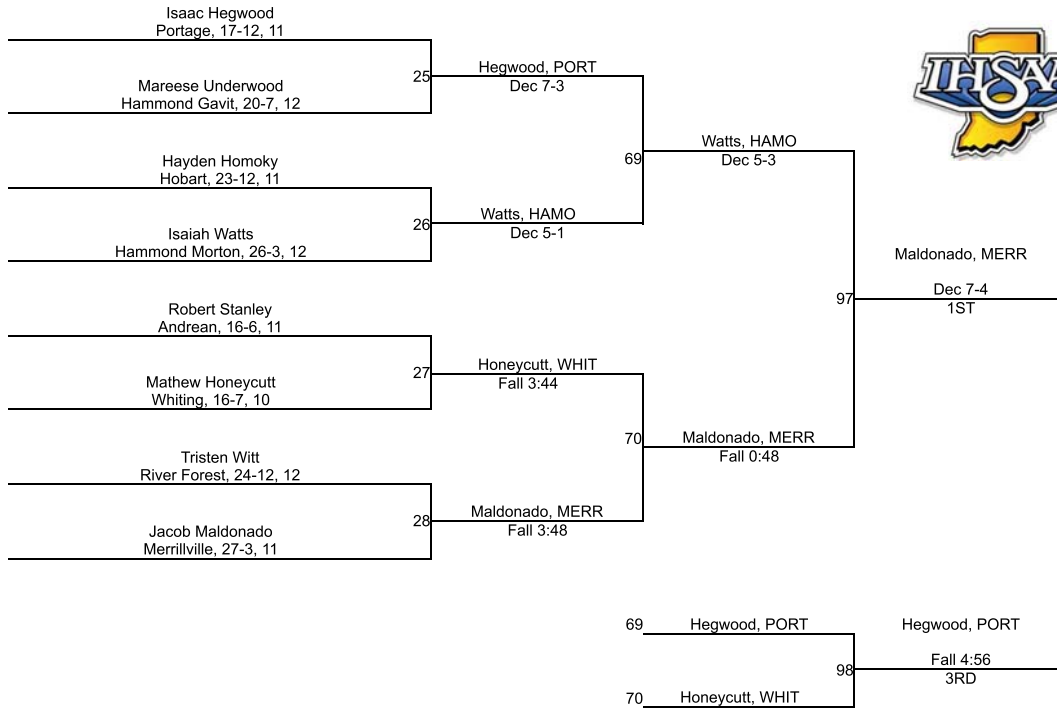 Isaac Hegwood
Portage, 17-12, 11
Mareese Underwood
Hammond Gavit, 20-7, 12
25
Hegwood, PORT
Dec 7-3
Hayden Homoky
Hobart, 23-12, 11
Isaiah Watts
Hammond Morton, 26-3, 12
26
Watts, HAMO
Dec 5-1
69
Watts, HAMO
Dec 5-3
Robert Stanley
Andrean, 16-6, 11
Mathew Honeycutt
Whiting, 16-7, 10
27
Honeycutt, WHIT
Fall 3:44
Tristen Witt
River Forest, 24-12, 12
Jacob Maldonado
Merrillville, 27-3, 11
28
Maldonado, MERR
Fall 3:48
70
Maldonado, MERR
Fall 0:48
97
Maldonado, MERR
Dec 7-4
1ST
IHSAA
69
Hegwood, PORT
70
Honeycutt, WHIT
98
Hegwood, PORT
Fall 4:56
3RD